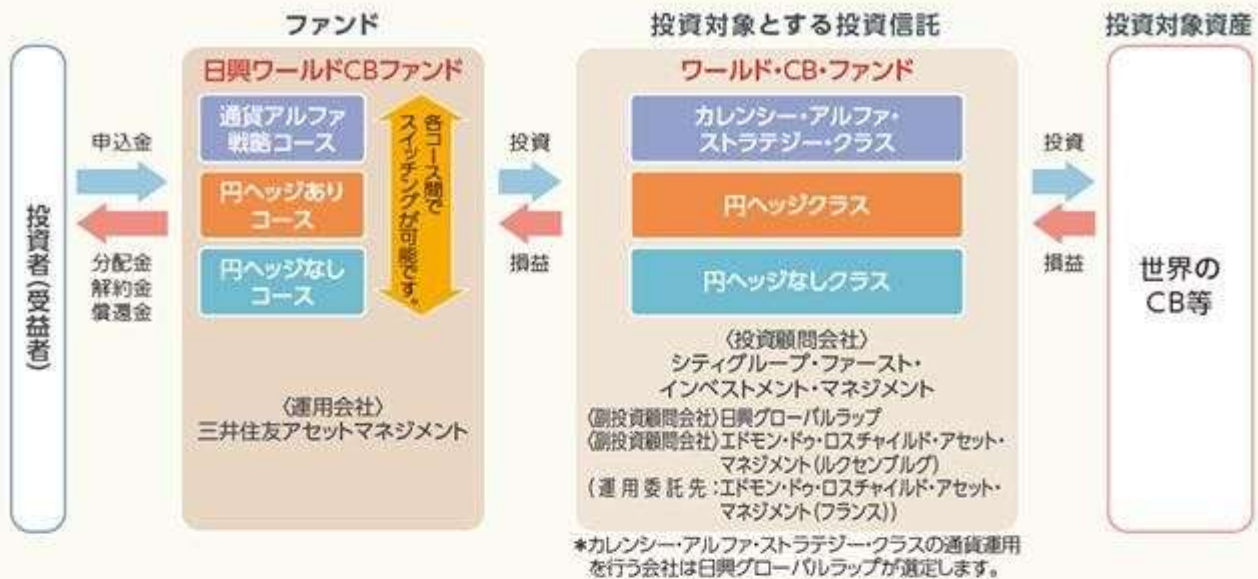 ファンド
投資対象とする投資信託
投資対象資産
投資者(受益者)
申込金
分配金
解約金
償還金
日興ワールドCBファンド
通貨アルファ
戦略コース
円ヘッジあり
コース
円ヘッジなし
コース
各コース間で
スイッチングが可能です。
〈運用会社〉
三井住友アセットマネジメント
投資
損益
ワールド・CB・ファンド
カレンシー・アルファ・
ストラテジー・クラス
円ヘッジクラス
円ヘッジなしクラス
〈投資顧問会社〉
シティグループ・ファースト・
インベストメント・マネジメント
〈副投資顧問会社〉日興グローバルラップ
〈副投資顧問会社〉エドモン・ドゥ・ロスチャイルド・アセット・
マネジメント(ルクセンブルグ)
(運用委託先:エドモン・ドゥ・ロスチャイルド・アセット・
マネジメント(フランス))
*カレンシー・アルファ・ストラテジー・クラスの通貨運用
を行う会社は日興グローバルラップが選定します。
投資
損益
世界の
CB等